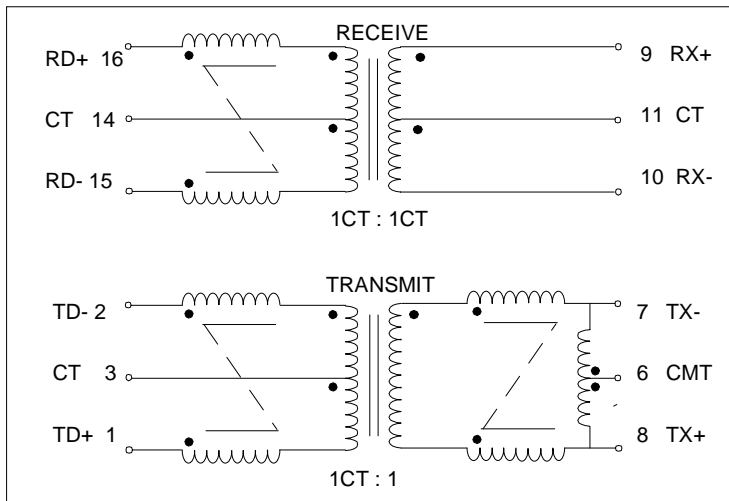 RECEIVE
RD+ 16
9 RX+
CT 14
11 CT
RD- 15
10 RX-
1CT : 1CT
TRANSMIT
TD- 2
7 TX-
CT 3
6 CMT
TD+ 1
8 TX+
1CT : 1